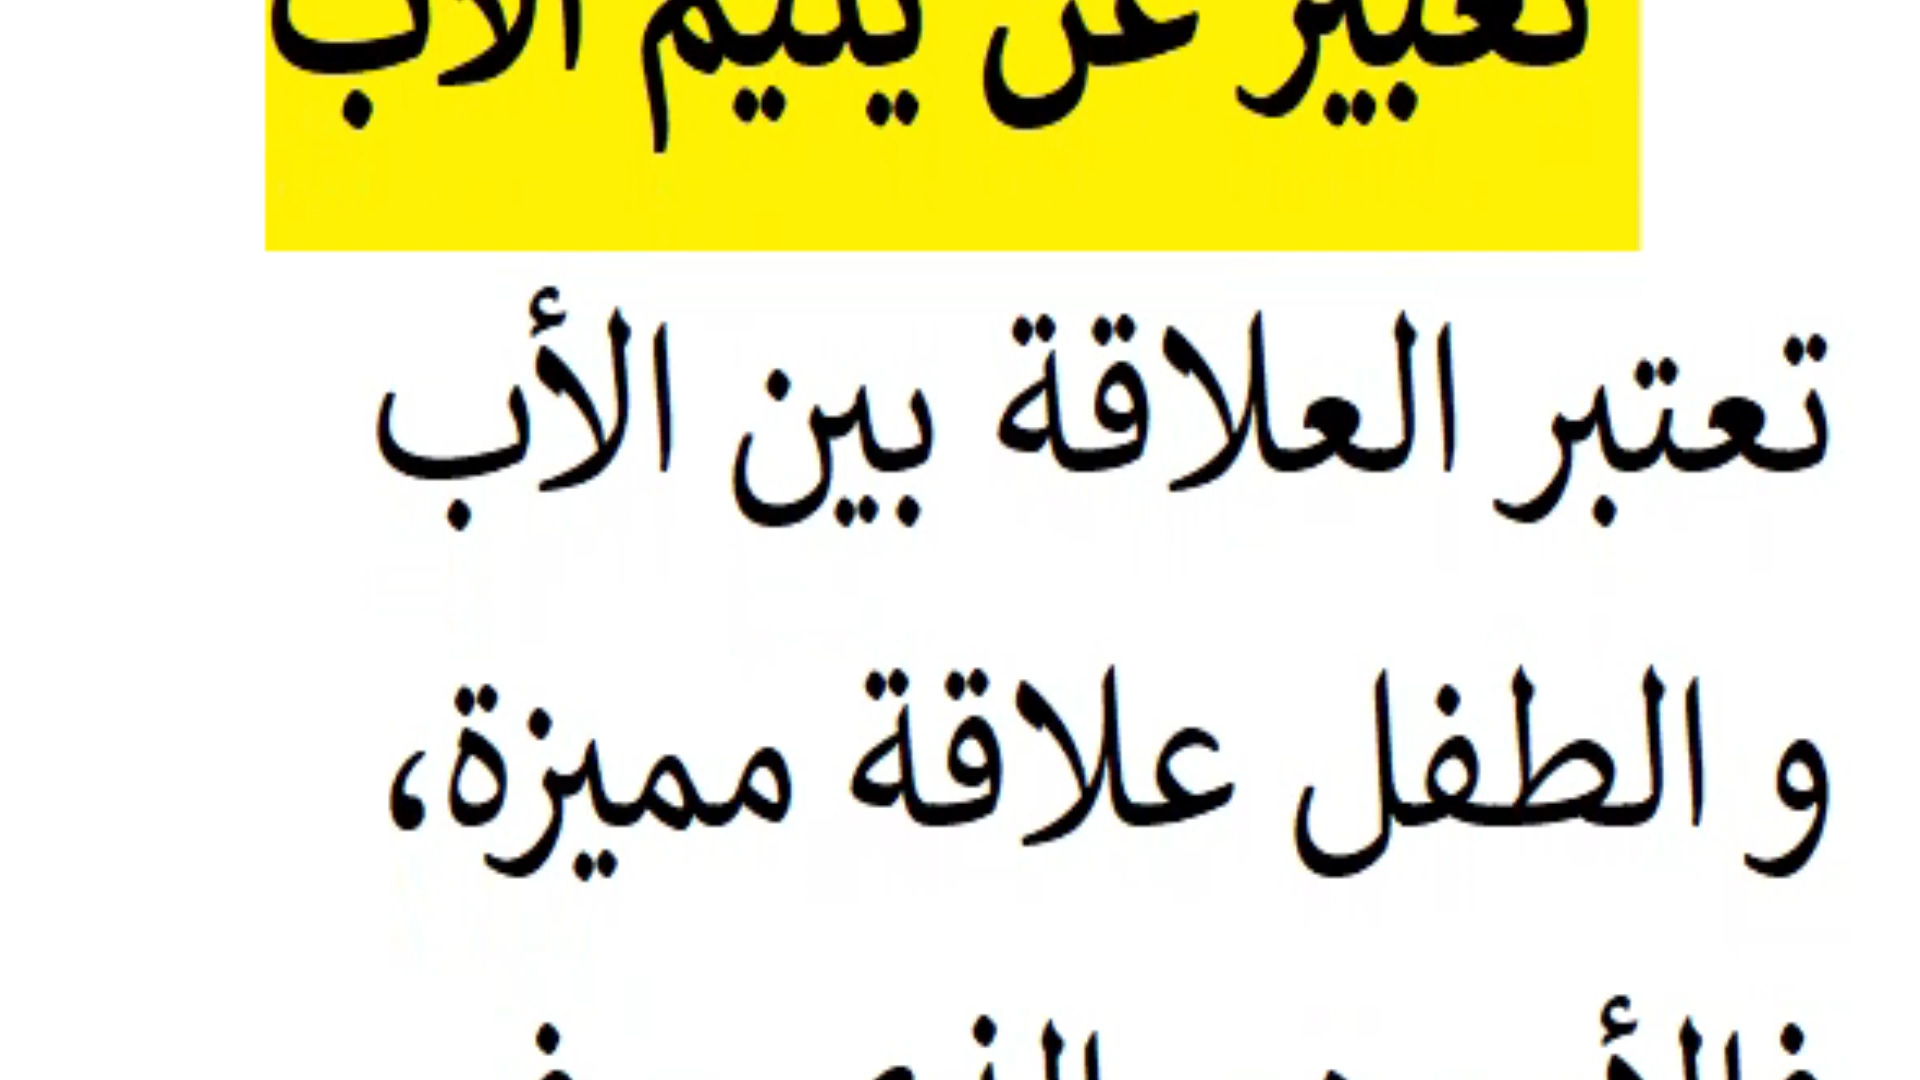 تعبير عن يتيم الأب
تعتبر العلاقة بين الأب
و الطفل علاقة مميزة،